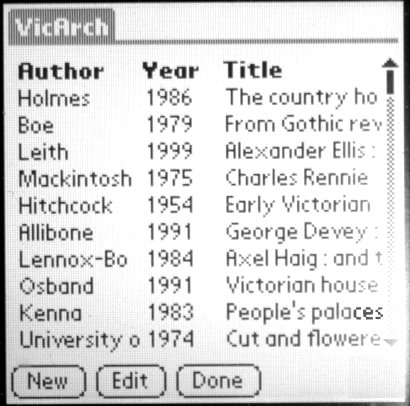 VicArch
Author Year Title
Holmes 1986 The country ho
Boe 1979 From Gothic rev
Leith 1999 Alexander Ellis :
Mackintosh 1975 Charles Rennie
Hitchcock 1954 Early Victorian
Allibone 1991 George Devey :
Lennox-Bo 1984 Axel Haig : and t
Osband 1991 Victorian house
Kenna 1983 People's palaces
University o 1974 Cut and flowere
New Edit Done